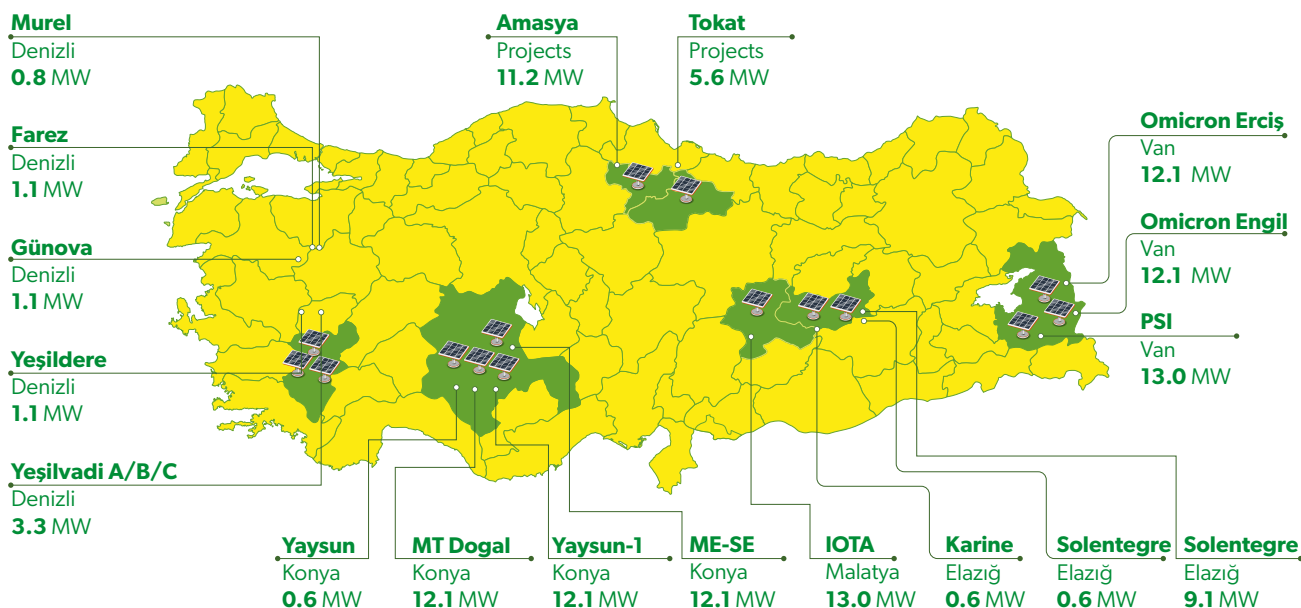 Murel
Denizli
0.8 MW
Amasya
Projects
11.2 MW
Tokat
Projects
5.6 MW
Farez
Denizli
1.1 MW
Omicron Erciş
Van
12.1 MW
Günova
Denizli
1.1 MW
Omicron Engil
Van
12.1 MW
PSI
Van
13.0 MW
Yeşildere
Denizli
1.1 MW
Yeşilvadi A/B/C
Denizli
3.3 MW
Yaysun
Konya
0.6 MW
MT Dogal
Konya
12.1 MW
Yaysun-1
Konya
12.1 MW
ME-SE
Konya
12.1 MW
IOTA
Malatya
13.0 MW
Karine
Elazığ
0.6 MW
Solentegre
Elazığ
0.6 MW
Solentegre
Elazığ
9.1 MW